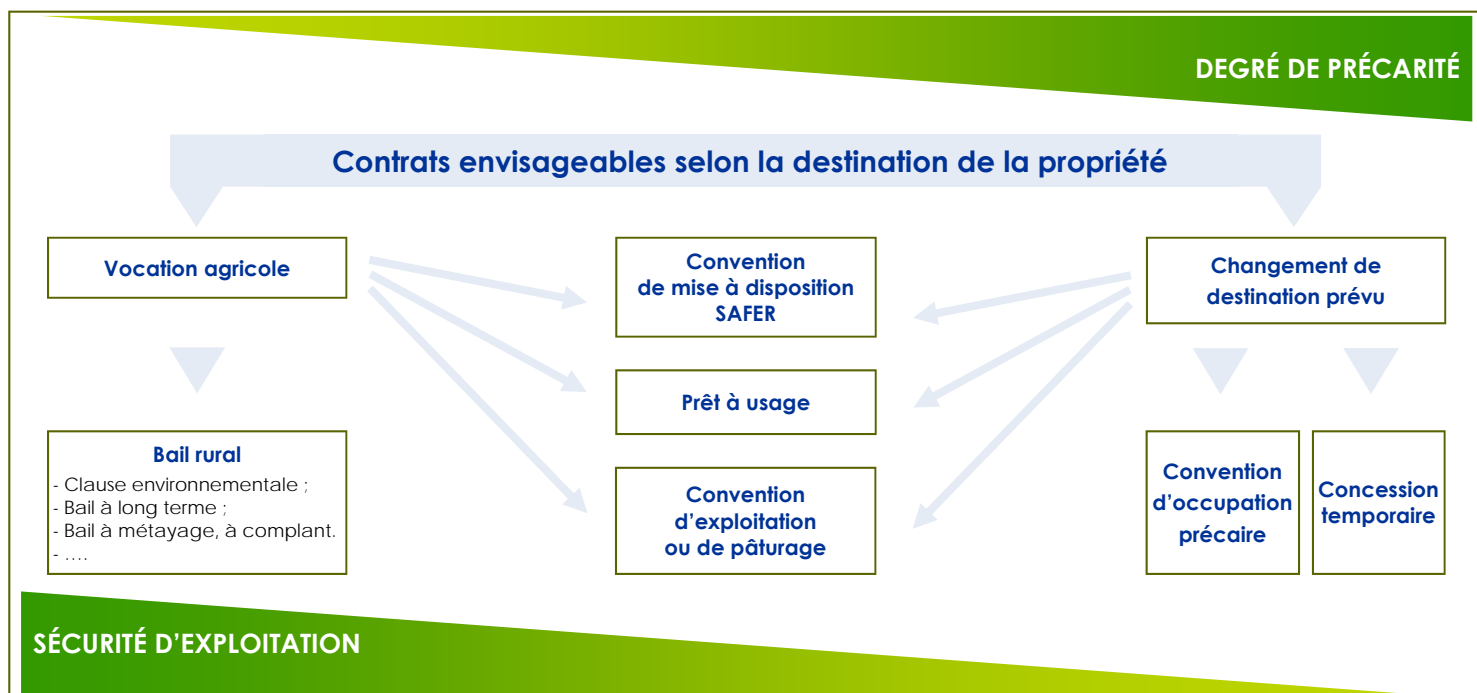 DEGRÉ DE PRÉCARITÉ
Contrats envisageables selon la destination de la propriété
Vocation agricole
Convention
de mise à disposition
SAFER
Changement de
destination prévu
Prêt à usage
Bail rural
- Clause environnementale ;
- Bail à long terme ;
- Bail à métayage, à complant.
- ....
Convention
d'exploitation
ou de pâturage
Convention
d'occupation
précaire
Concession
temporaire
SÉCURITÉ D'EXPLOITATION